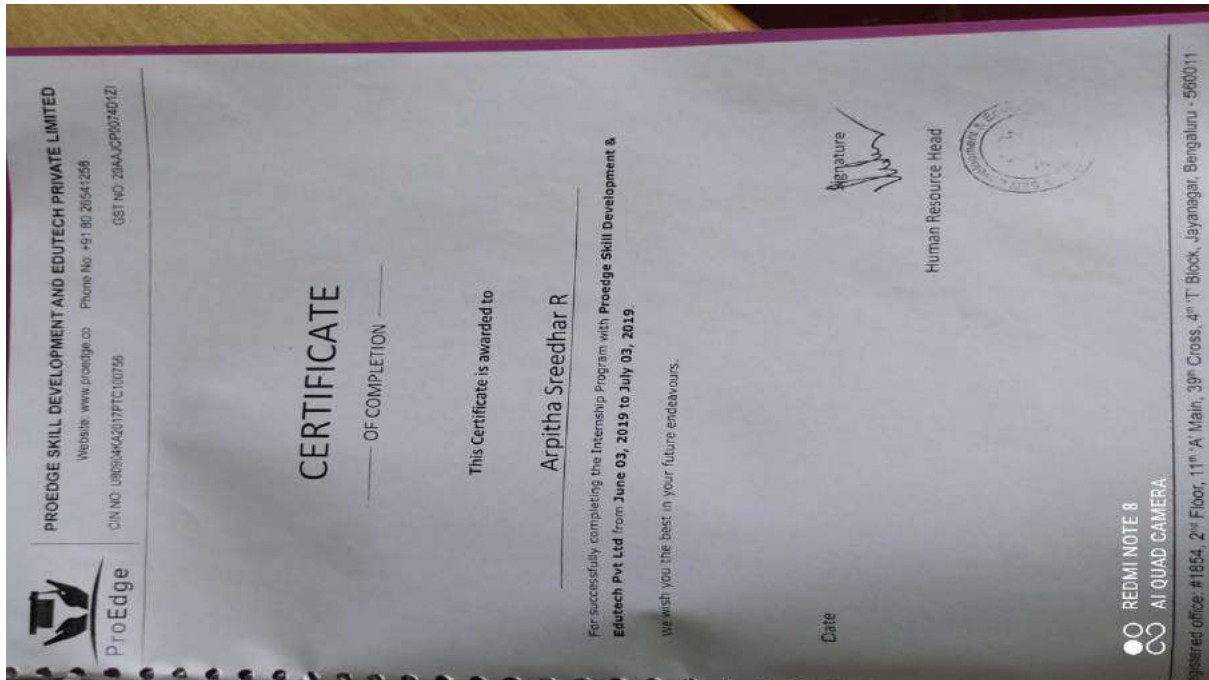 ProEdge
PROEDGE SKILL DEVELOPMENT AND EDUTECH PRIVATE LIMITED
Website: www.proedge.co Phone No: +91 80 26541258
CIN NO: U80904KA2017PTC100756 GST NO: 29AAJCP0074D1ZI
CERTIFICATE
OF COMPLETION
This Certificate is awarded to
Arpitha Sreedhar R
For successfully completing the Internship Program with Proedge Skill Development &
Edutech Pvt Ltd from June 03, 2019 to July 03, 2019.
We wish you the best in your future endeavours.
Date
Signature
Human Resource Head
gistered office: #1854, 2nd Floor, 11th 'A' Main, 39th Cross, 4th 'T' Block, Jayanagar, Bengaluru - 560011
REDMI NOTE 8
AI QUAD CAMERA